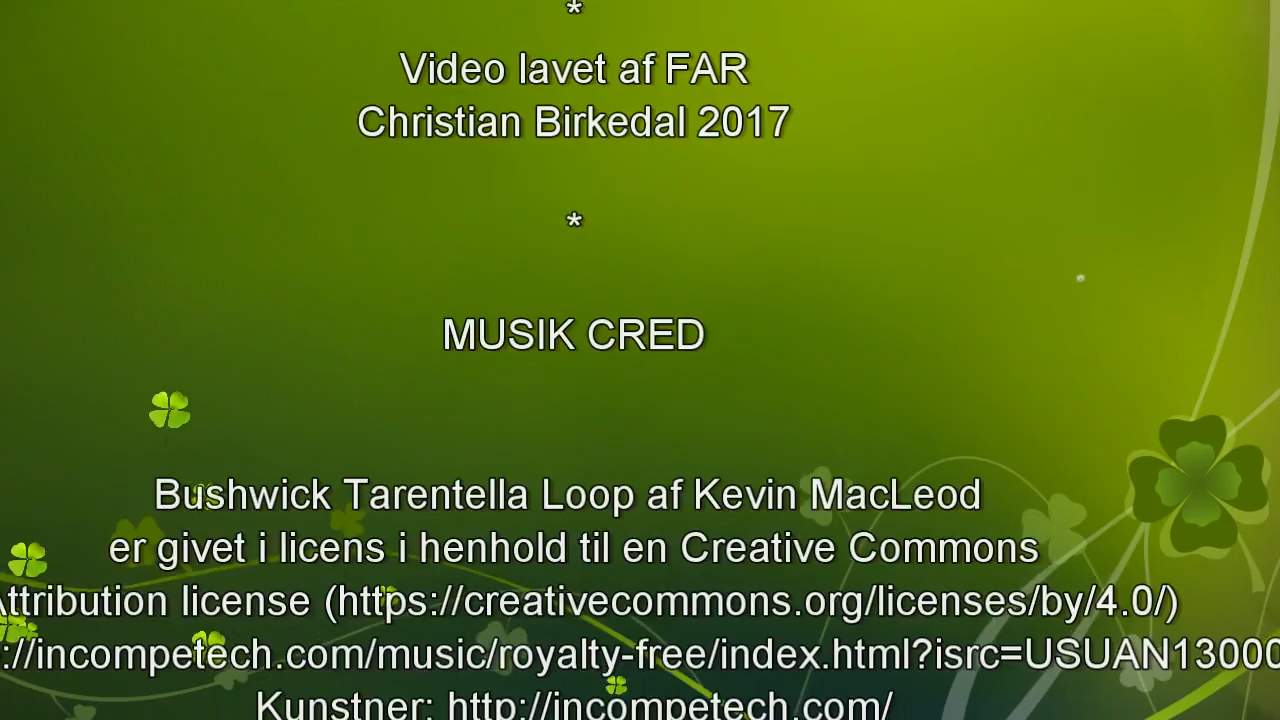 *
Video lavet af FAR
Christian Birkedal 2017
*
MUSIK CRED
Bushwick Tarentella Loop af Kevin MacLeod
er givet i licens i henhold til en Creative Commons
Attribution license (https://creativecommons.org/licenses/by/4.0/)
://incompetech.com/music/royalty-free/index.html?isrc=USUAN13000
Kunstner: http://incompetech.com/